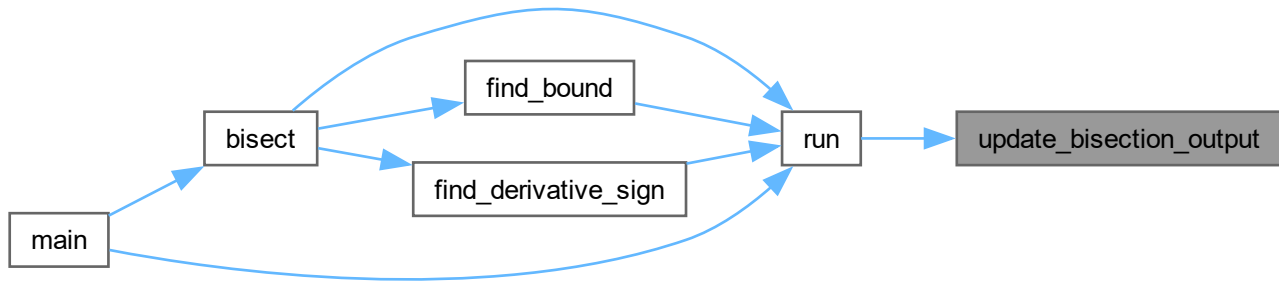 main
bisect
find_bound
find_derivative_sign
run
update_bisection_output